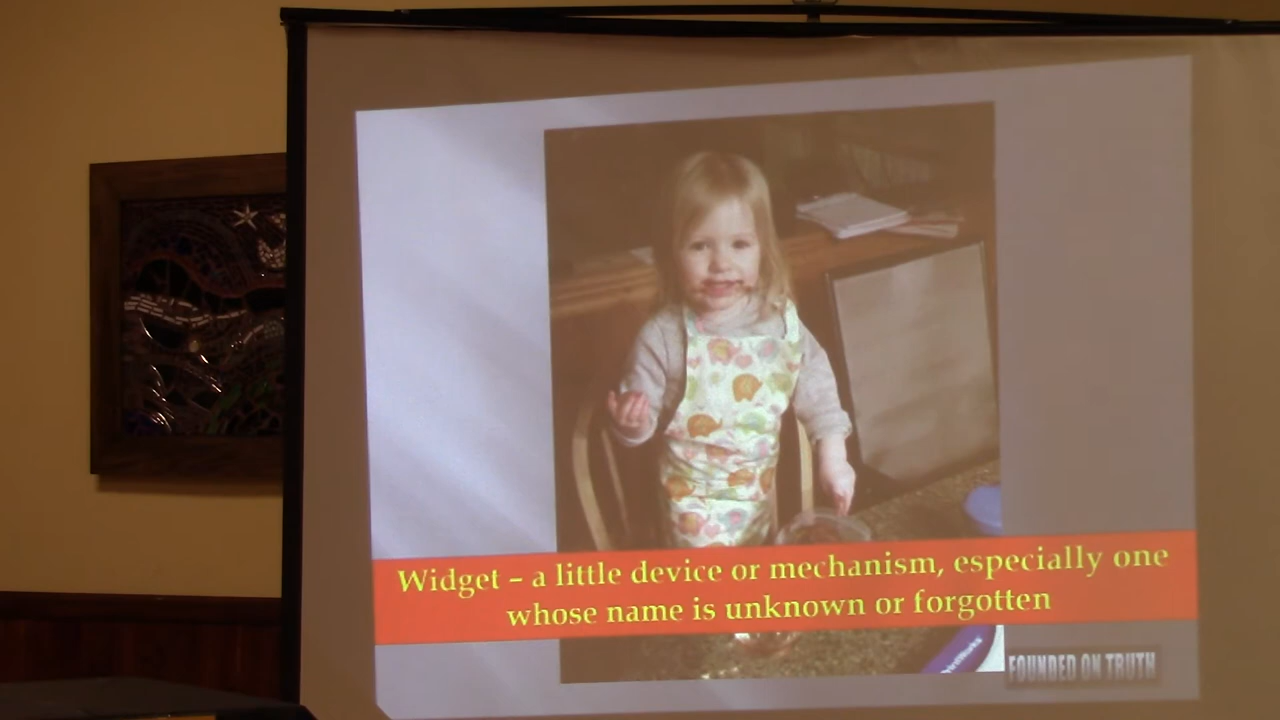 Widget – a little device or mechanism, especially one
whose name is unknown or forgotten
FOUNDED ON TRUTH